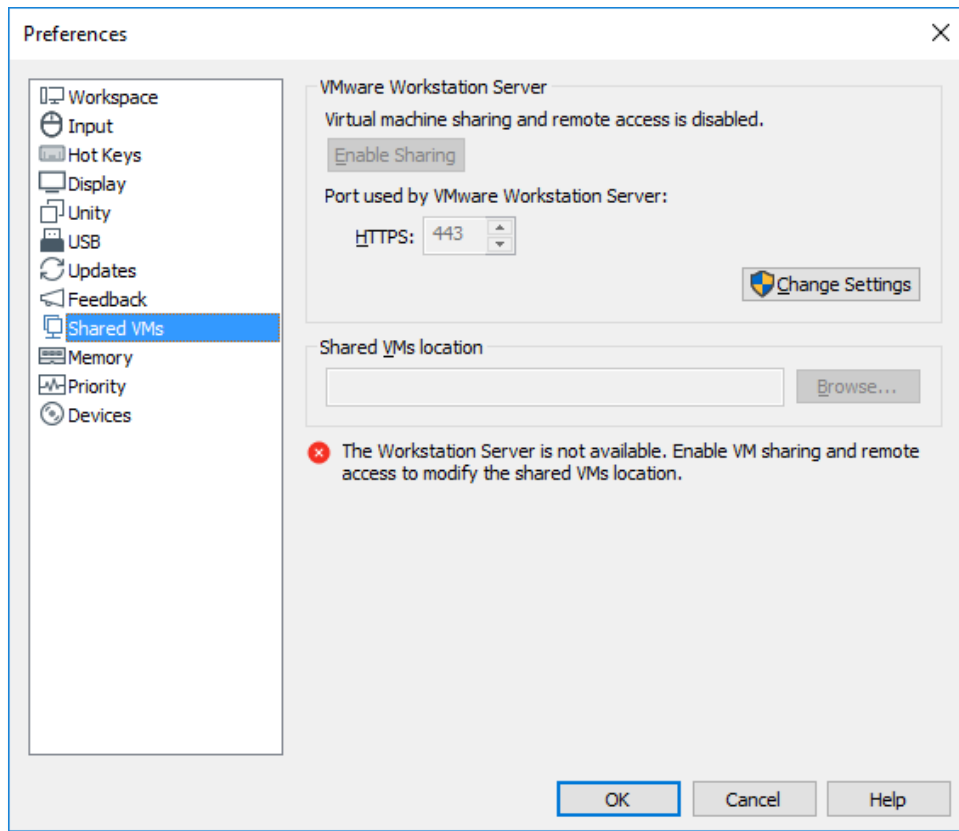 Preferences
Workspace
Input
Hot Keys
Display
Unity
USB
Updates
Feedback
Shared VMs
Memory
Priority
Devices
VMware Workstation Server
Virtual machine sharing and remote access is disabled.
Enable Sharing
Port used by VMware Workstation Server:
HTTPS: 443
Change Settings
Shared VMs location
Browse...
The Workstation Server is not available. Enable VM sharing and remote
access to modify the shared VMs location.
OK Cancel Help